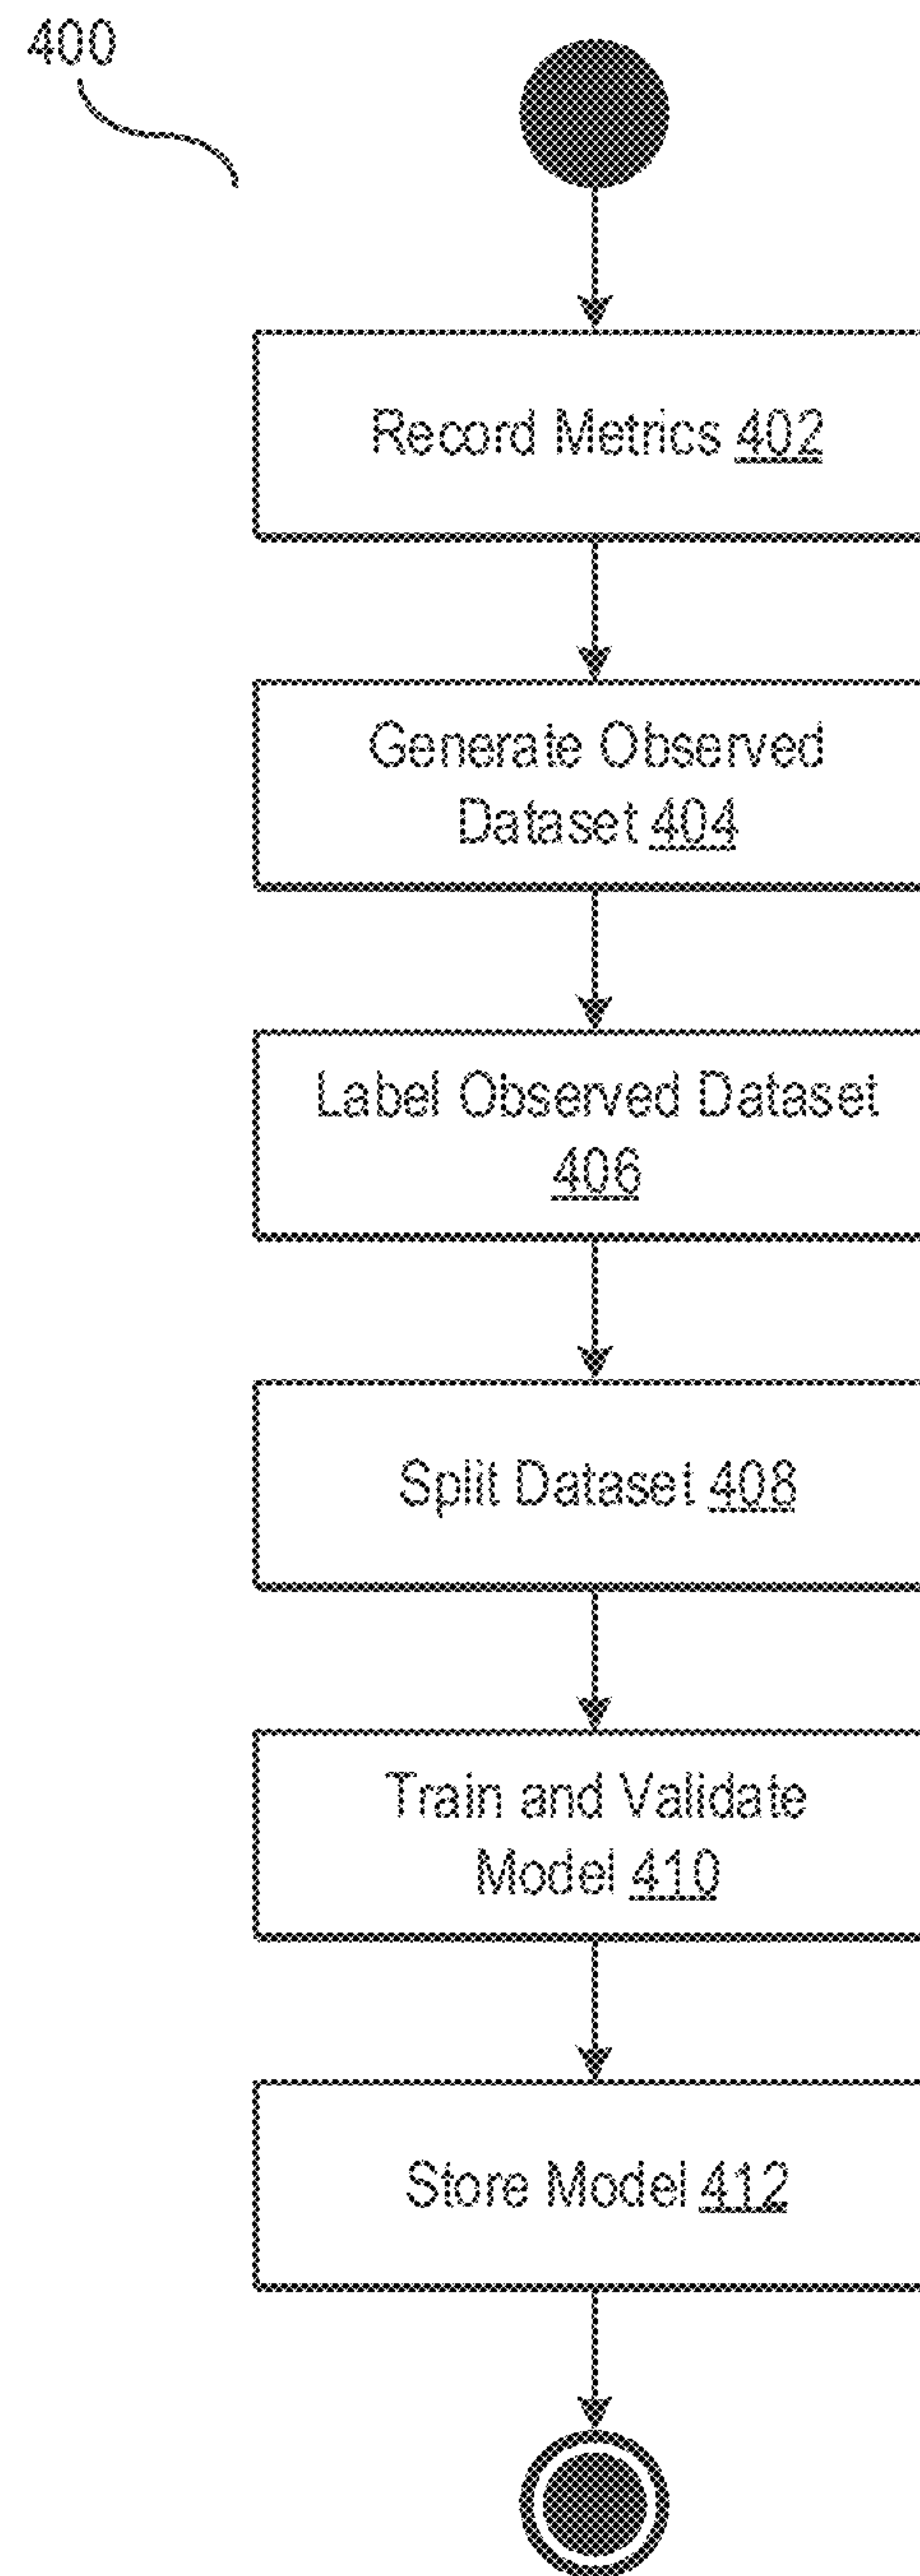 400
Record Metrics 402
Generate Observed
Dataset 404
Label Observed Dataset
406
Split Dataset 408
Train and Validate
Model 410
Store Model 412